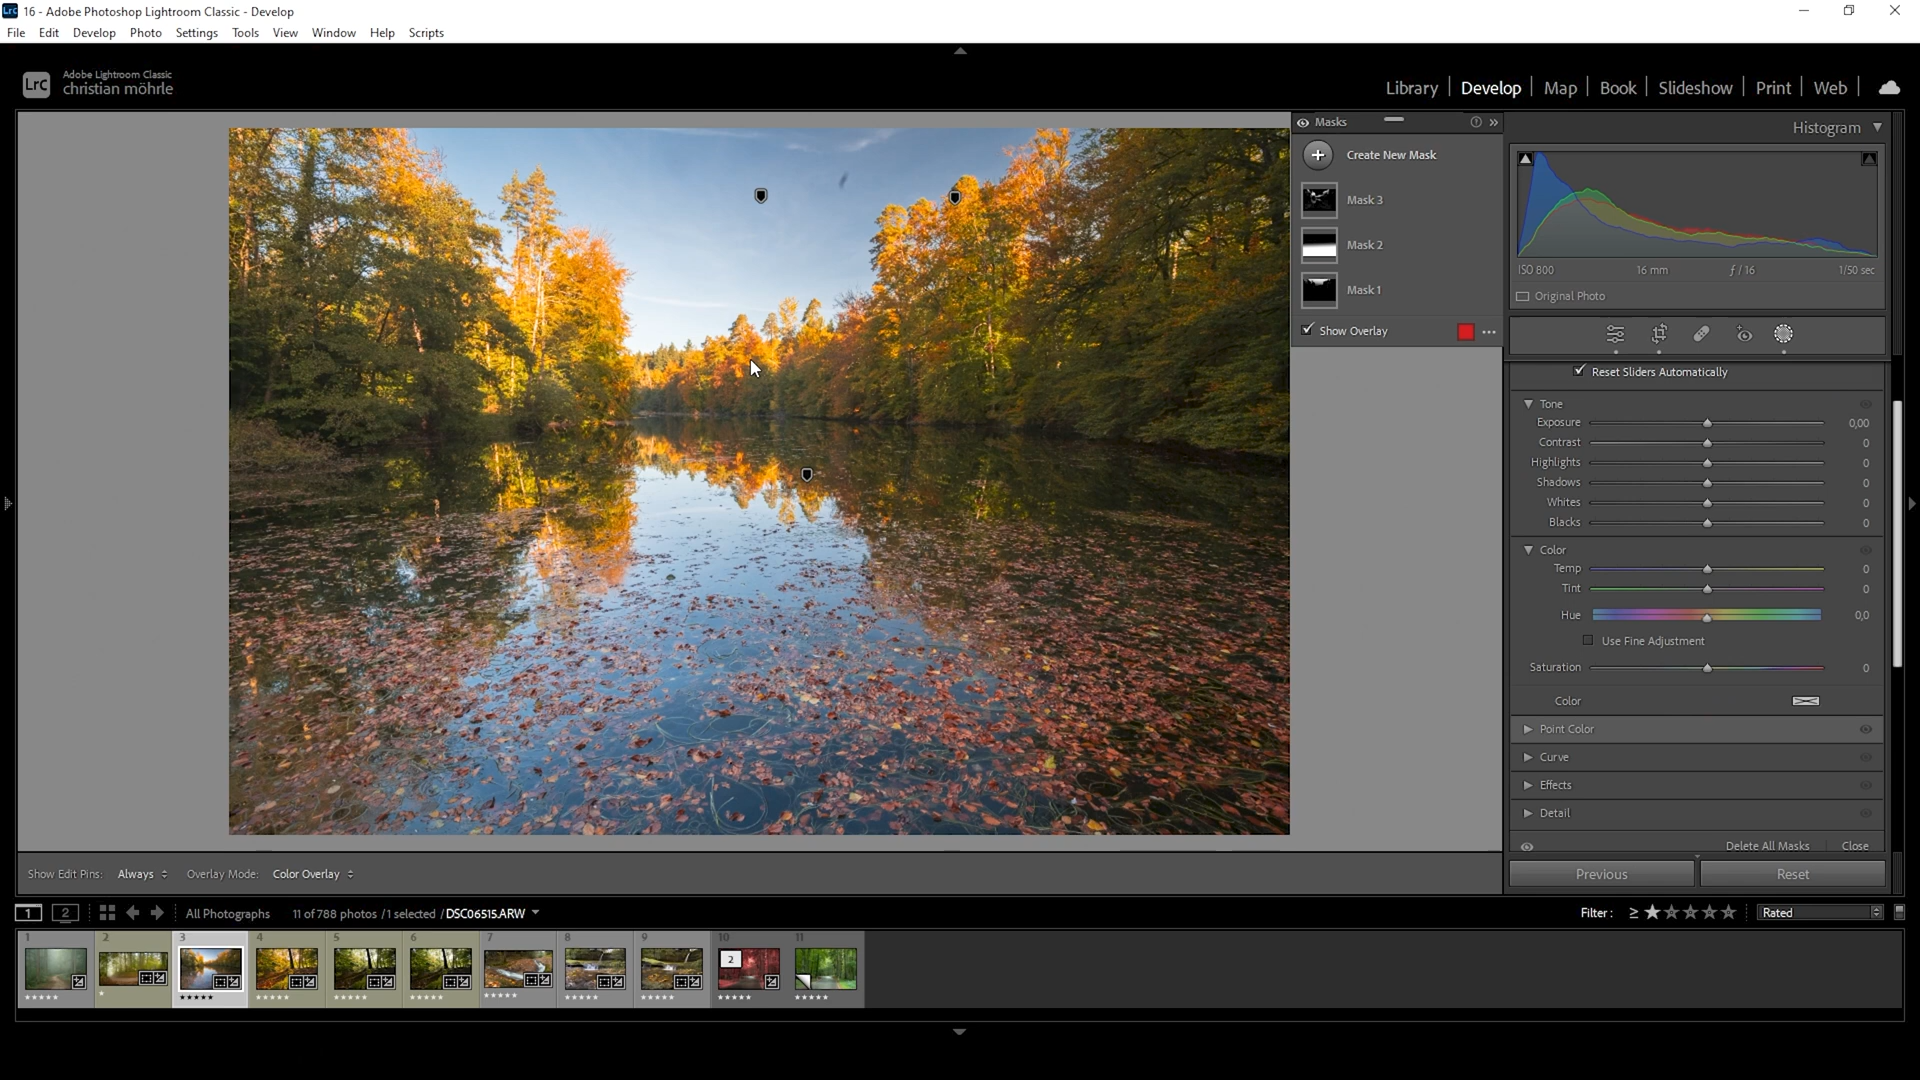 Lrc 16 - Adobe Photoshop Lightroom Classic - Develop
File Edit Develop Photo Settings Tools View Window Help Scripts
LrC Adobe Lightroom Classic
christian möhrle
Library Develop Map Book Slideshow Print Web
Masks
Create New Mask
Mask 3
Mask 2
Mask 1
Show Overlay
Histogram
ISO 800 16 mm ƒ / 16 1/50 sec
Original Photo
Reset Sliders Automatically
Tone
Exposure 0,00
Contrast 0
Highlights 0
Shadows 0
Whites 0
Blacks 0
Color
Temp 0
Tint 0
Hue 0,0
Use Fine Adjustment
Saturation 0
Color
Point Color
Curve
Effects
Detail
Delete All Masks Close
Previous Reset
Show Edit Pins: Always Overlay Mode: Color Overlay
1 2 All Photographs 11 of 788 photos / 1 selected / DSC06515.ARW
Filter : ≥ Rated
1 2 3 4 5 6 7 8 9 10 11
2